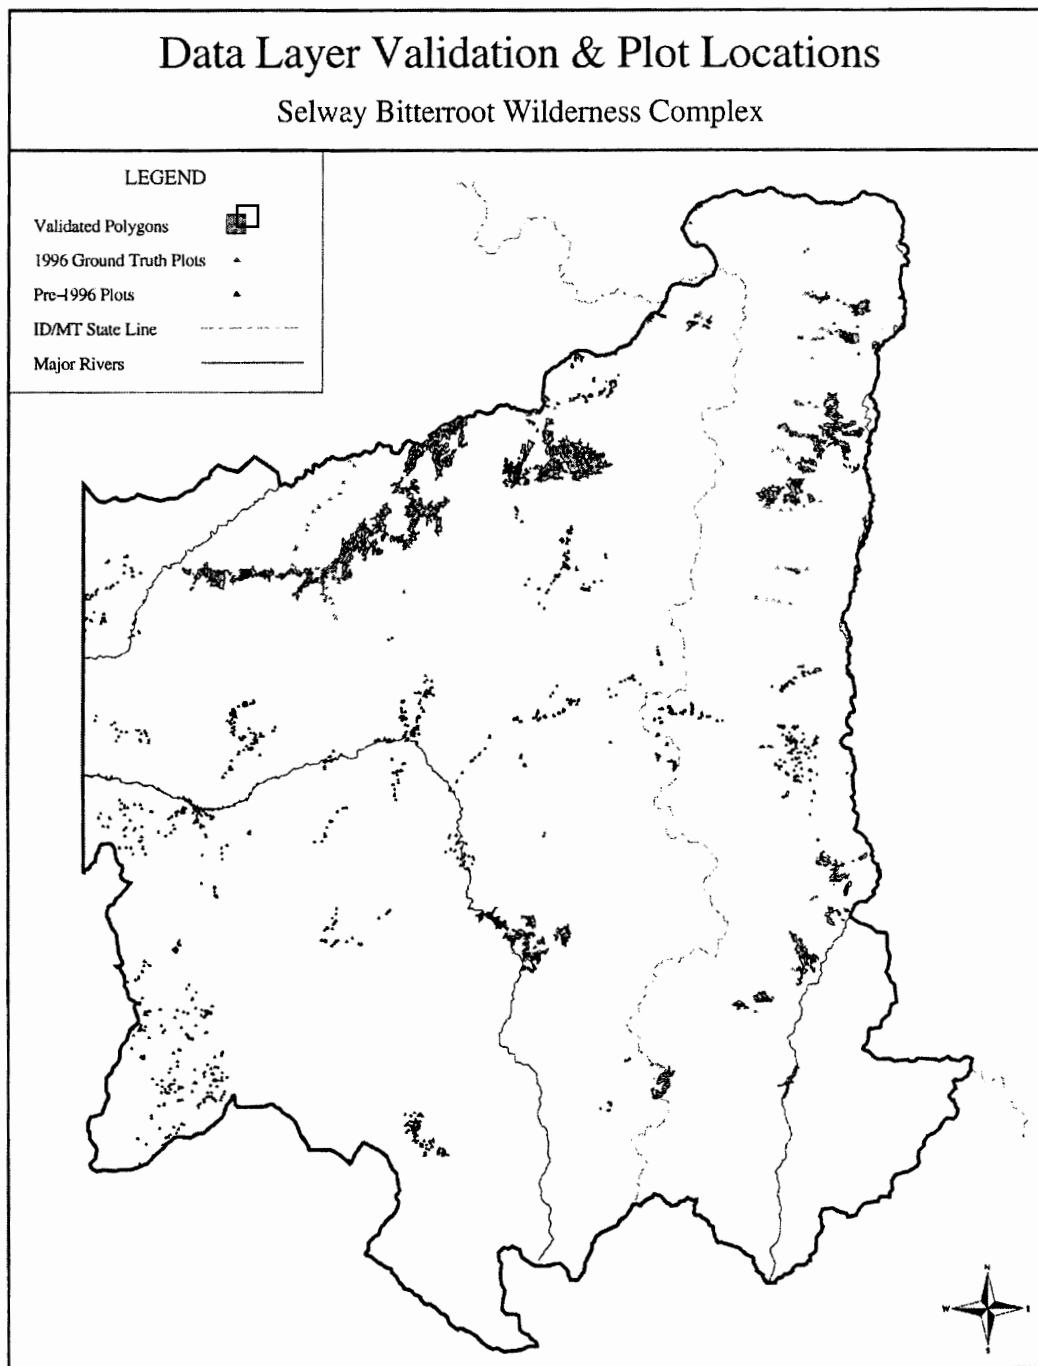 Data Layer Validation & Plot Locations
Selway Bitterroot Wilderness Complex
LEGEND
Validated Polygons
1996 Ground Truth Plots
Pre-1996 Plots
ID/MT State Line
Major Rivers
N
W E
S